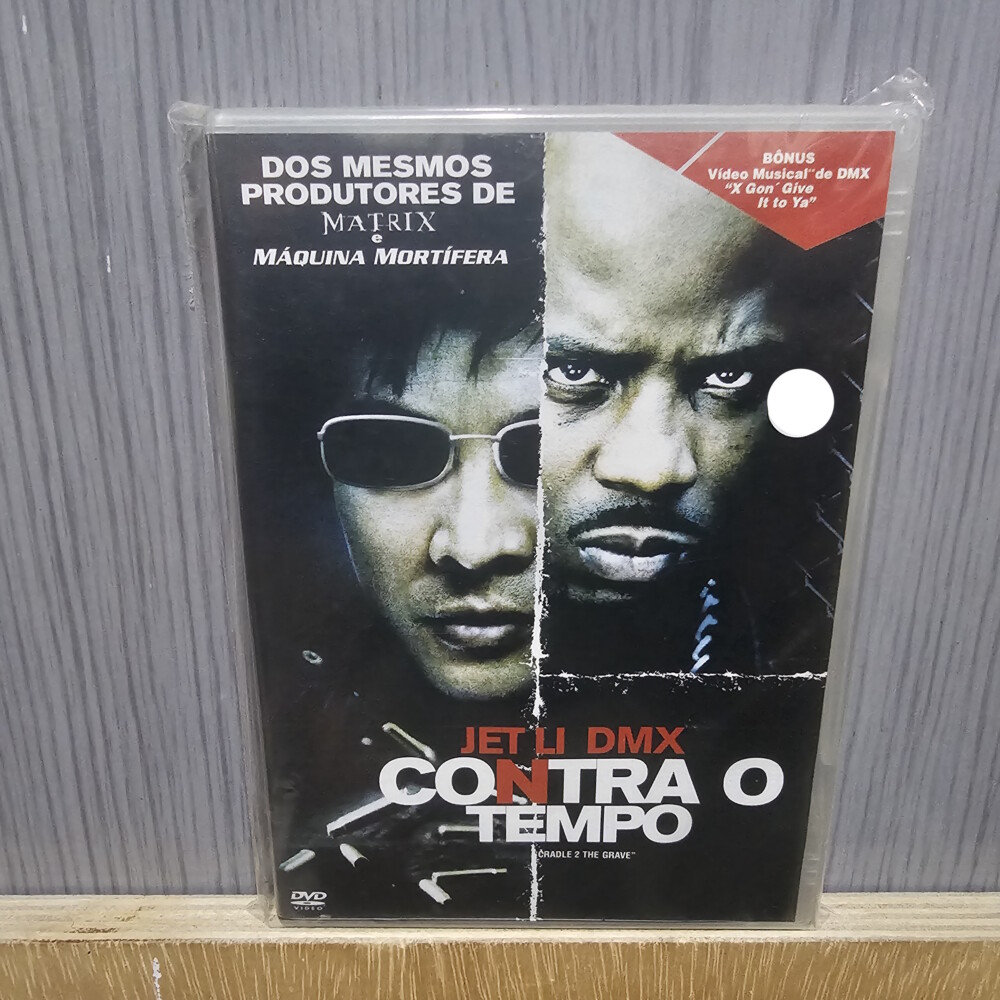 DOS MESMOS
PRODUTORES DE
MATRIX
e
MÁQUINA MORTÍFERA
BÔNUS
Vídeo Musical de DMX
"X Gon' Give
It to Ya"
JET LI DMX
CONTRA O
TEMPO
"CRADLE 2 THE GRAVE"
DVD
VIDEO